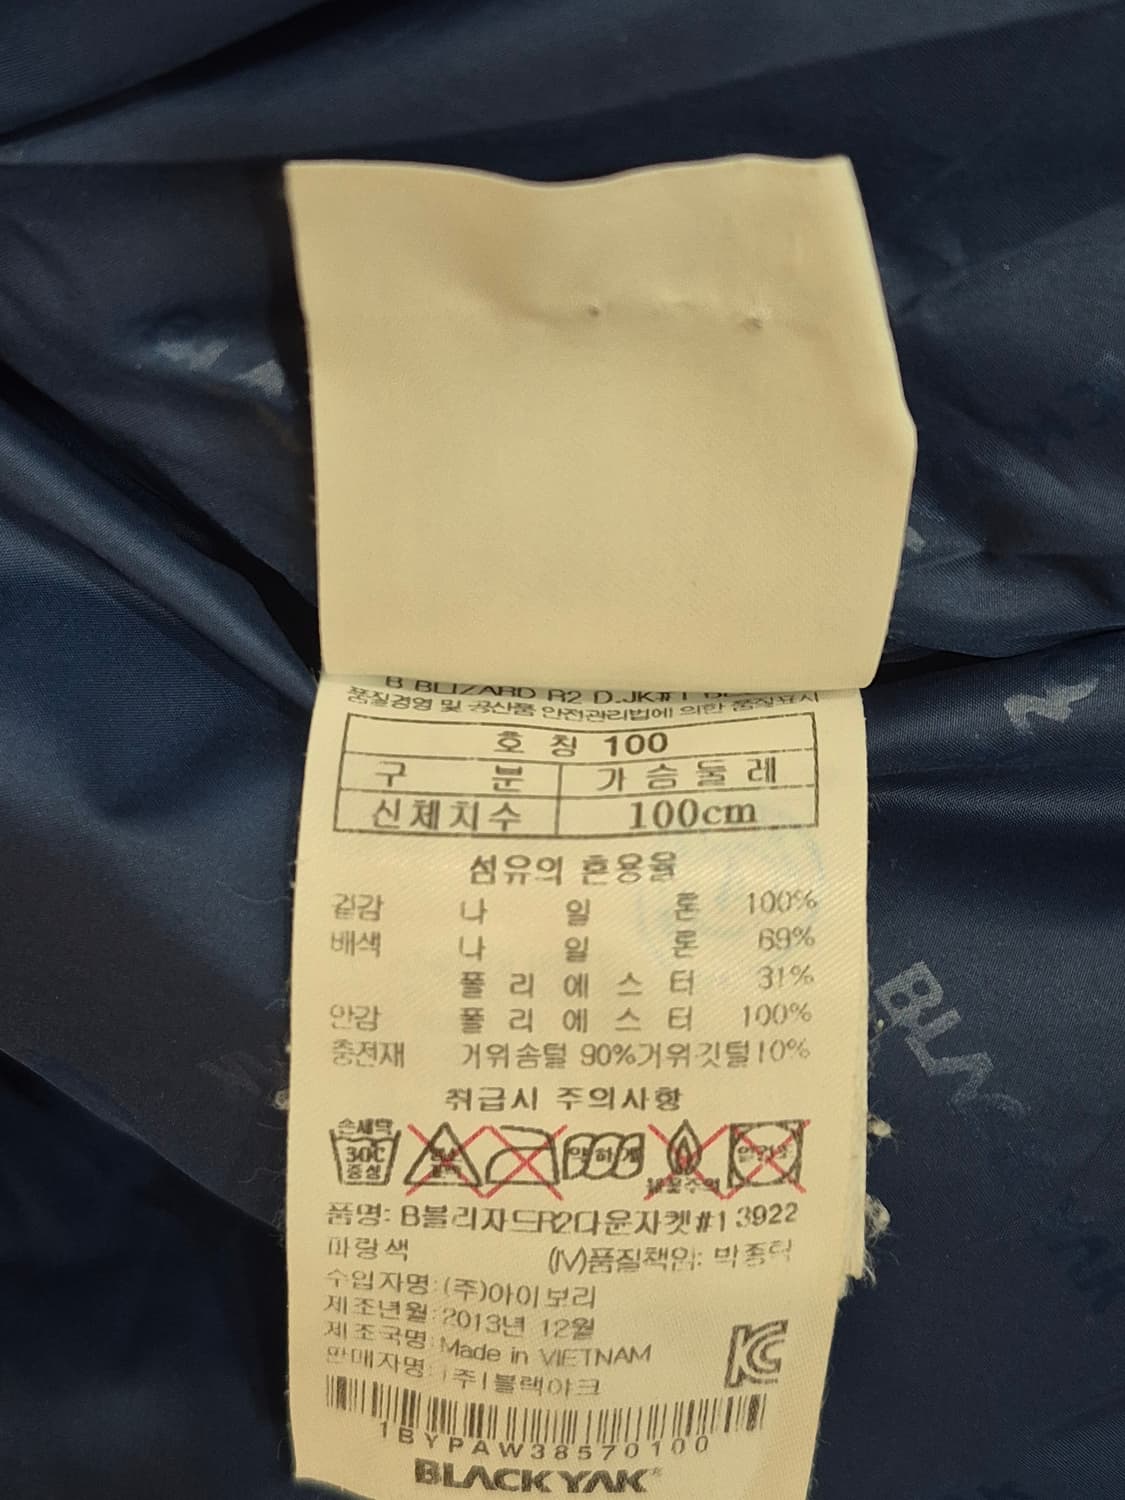 B BLIZARD R2 D.JK#1
품질경영 및 공산품 안전관리법에 의한 품질표시
호 칭 100
구 분 가슴둘레
신체치수 100cm
섬유의 혼용율
겉감 나 일 론 100%
배색 나 일 론 69%
폴 리 에 스 터 31%
안감 폴 리 에 스 터 100%
충전재 거위솜털 90%거위깃털10%
취급시 주의사항
손세탁
30C 약하게
중성
품명: B블리자드R2다운자켓#1 3922
파랑색 (IV)품질책임: 박종탁
수입자명:(주)아이보리
제조년월:2013년 12월
제조국명:Made in VIETNAM
판매자명:(주)블랙야크
KC
1BYPAW38570100
BLACKYAK®
BLA